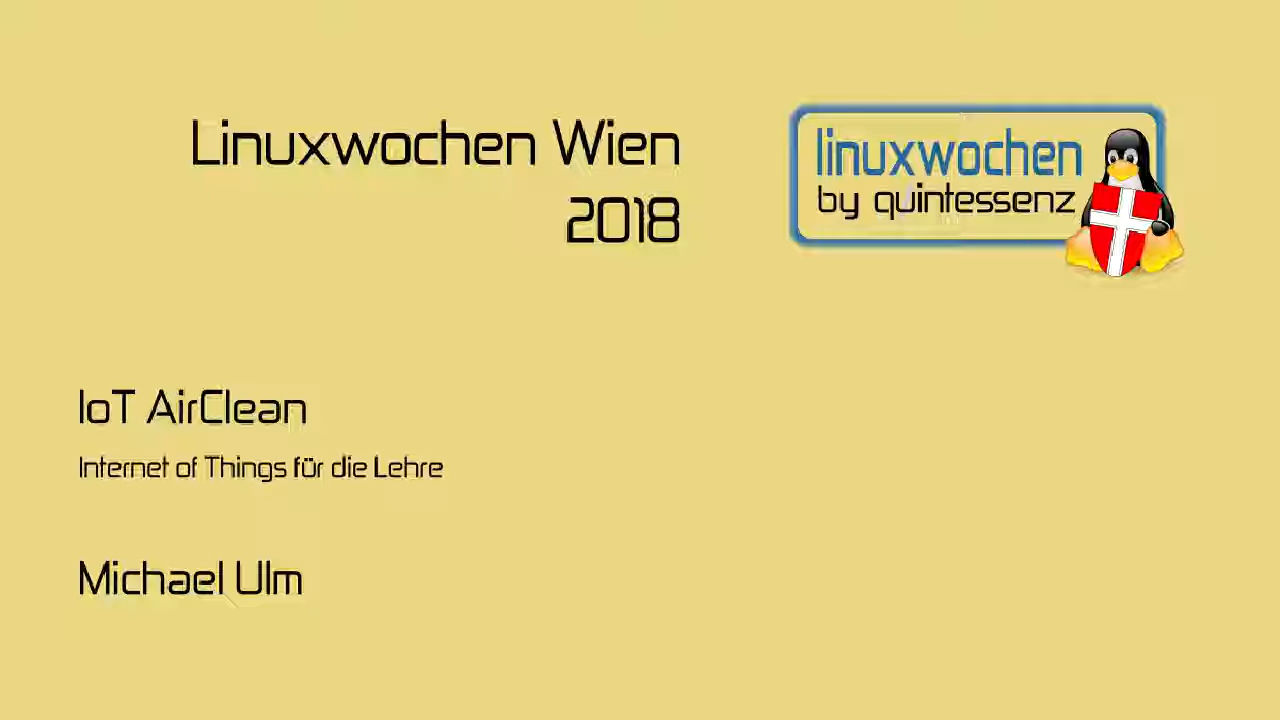 Linuxwochen Wien
2018
linuxwochen
by quintessenz
IoT AirClean
Internet of Things für die Lehre
Michael Ulm